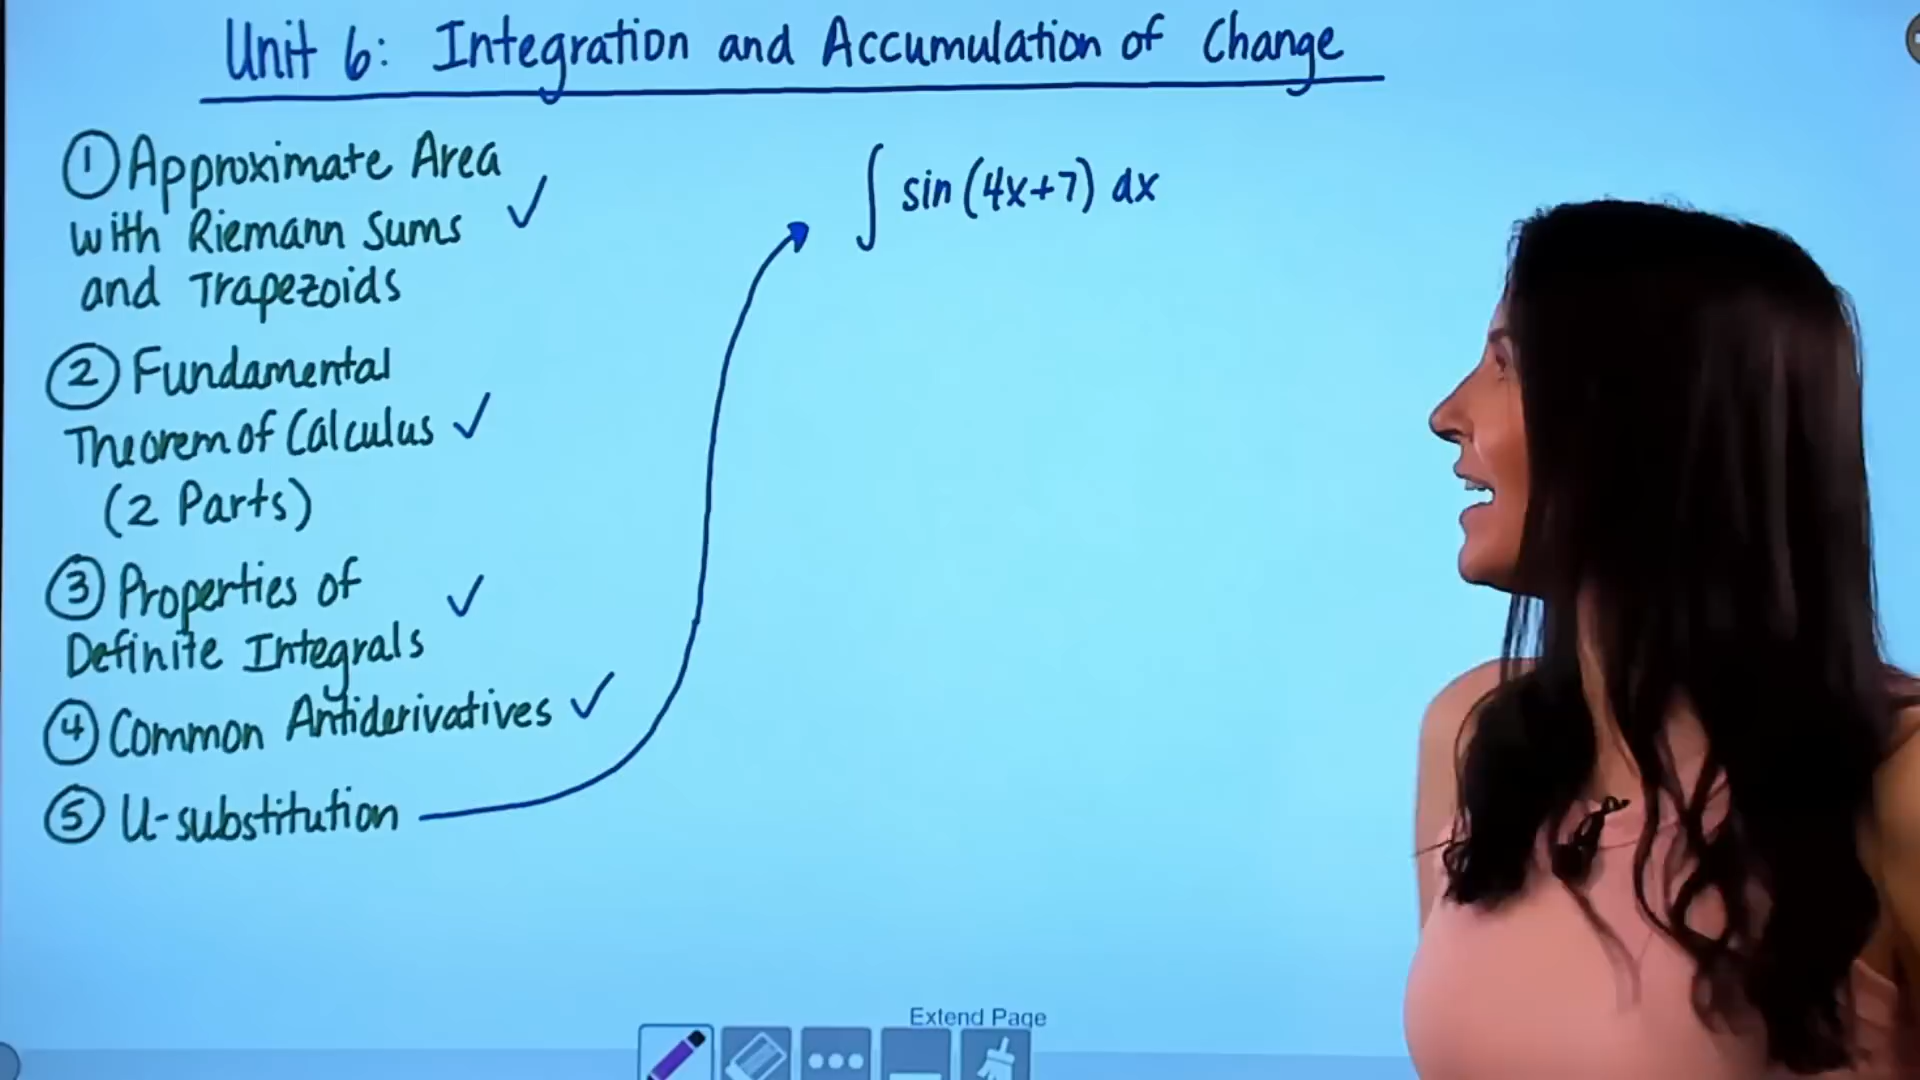 Unit 6: Integration and Accumulation of Change
① Approximate Area
with Riemann Sums ✓
and Trapezoids
② Fundamental
Theorem of Calculus ✓
(2 Parts)
③ Properties of ✓
Definite Integrals
④ Common Antiderivatives ✓
⑤ U-substitution
∫ sin (4x+7) dx
Extend Page